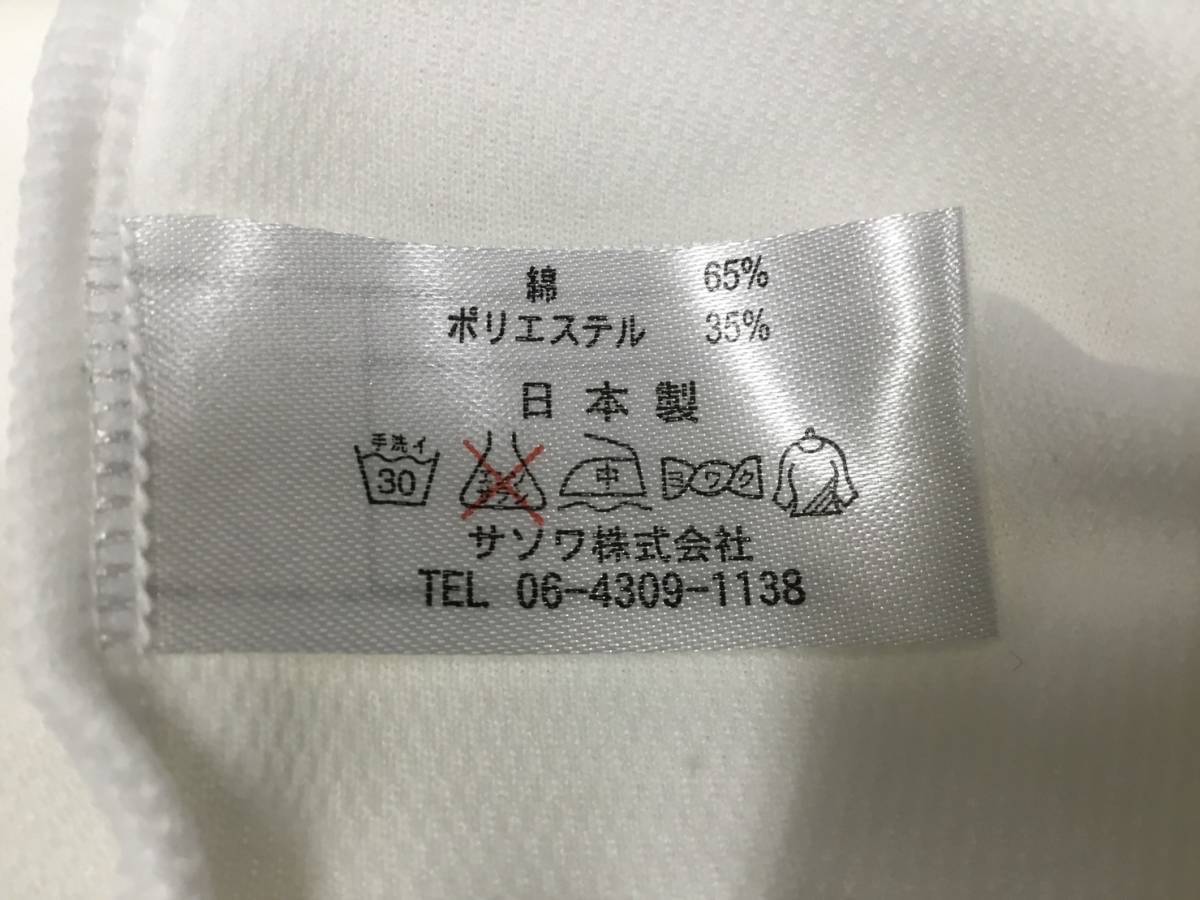 綿 65%
ポリエステル 35%
日本製
手洗イ 30 中 ヨワク
サソワ株式会社
TEL 06-4309-1138